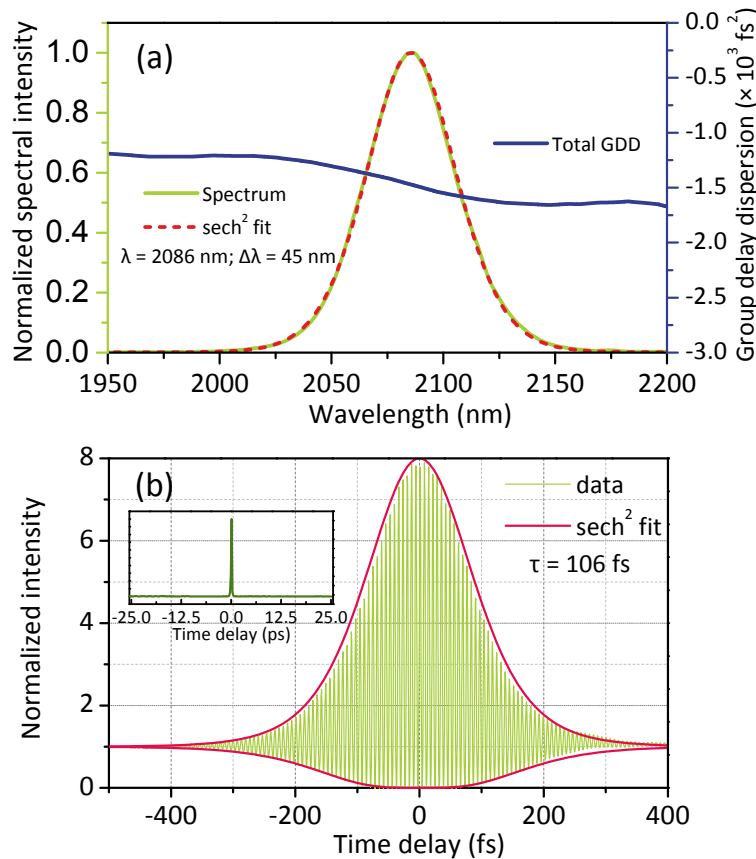 (a)
Normalized spectral intensity
1.0
0.8
0.6
0.4
0.2
0.0
Total GDD
Spectrum
sech² fit
λ = 2086 nm; Δλ = 45 nm
0.0
-0.5
-1.0
-1.5
-2.0
-2.5
-3.0
Group delay dispersion (× 10³ fs²)
1950 2000 2050 2100 2150 2200
Wavelength (nm)
(b)
Normalized intensity
8
6
4
2
0
data
sech² fit
τ = 106 fs
-25.0 -12.5 0.0 12.5 25.0
Time delay (ps)
-400 -200 0 200 400
Time delay (fs)